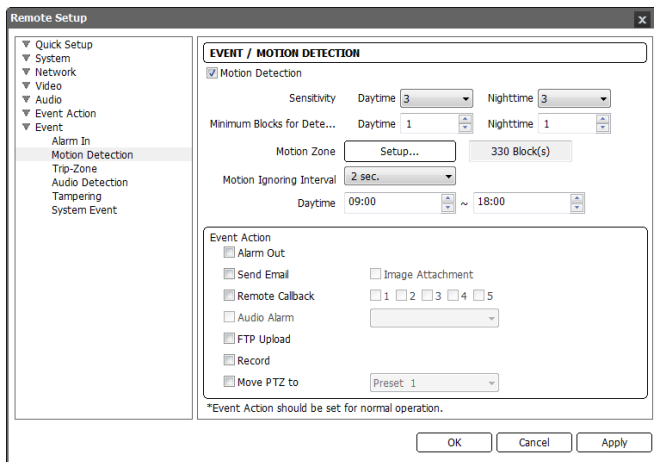 Remote Setup
x
Quick Setup
System
Network
Video
Audio
Event Action
Event
Alarm In
Motion Detection
Trip-Zone
Audio Detection
Tampering
System Event
EVENT / MOTION DETECTION
Motion Detection
Sensitivity Daytime 3 Nighttime 3
Minimum Blocks for Dete... Daytime 1 Nighttime 1
Motion Zone Setup... 330 Block(s)
Motion Ignoring Interval 2 sec.
Daytime 09:00 ~ 18:00
Event Action
Alarm Out
Send Email Image Attachment
Remote Callback 1 2 3 4 5
Audio Alarm
FTP Upload
Record
Move PTZ to Preset 1
*Event Action should be set for normal operation.
OK Cancel Apply